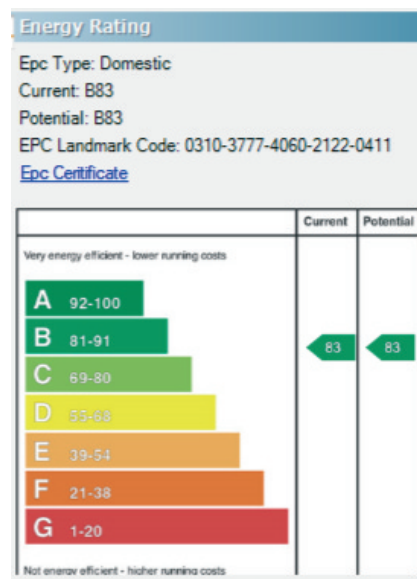 Energy Rating
Epc Type: Domestic
Current: B83
Potential: B83
EPC Landmark Code: 0310-3777-4060-2122-0411
Epc Ceritificate
Current Potential
Very energy efficient - lower running costs
A 92-100
B 81-91 83 83
C 69-80
D 55-68
E 39-54
F 21-38
G 1-20
Not energy efficient - higher running costs